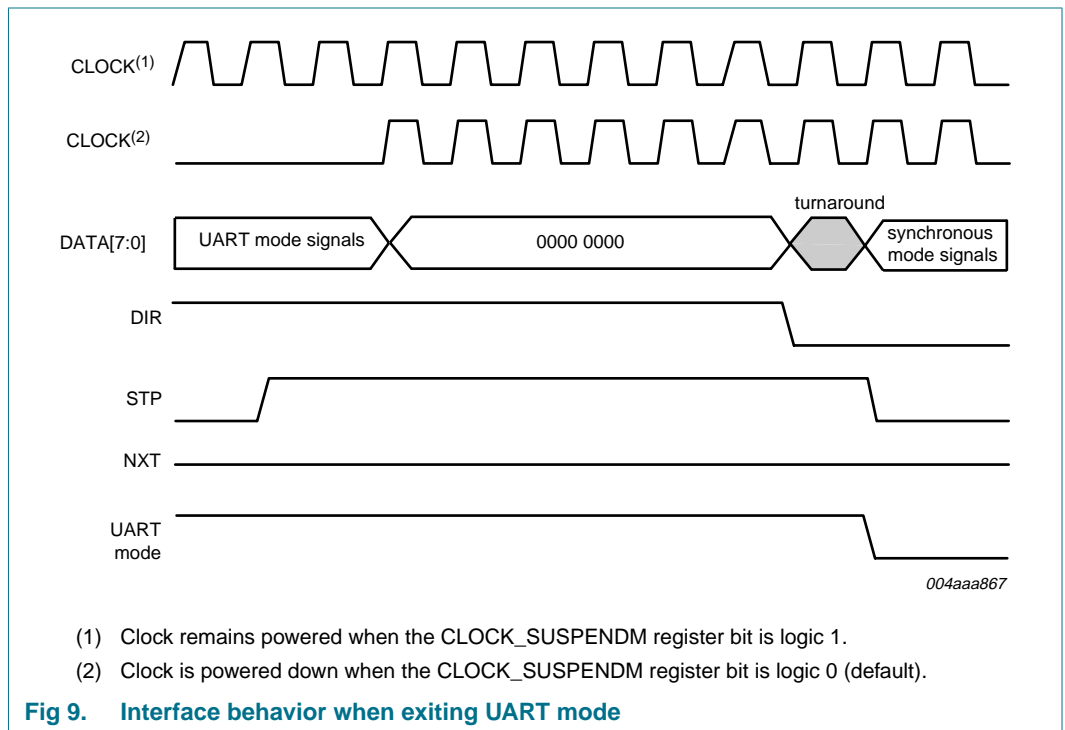 CLOCK(1)
CLOCK(2)
turnaround
DATA[7:0]
UART mode signals
0000 0000
synchronous
mode signals
DIR
STP
NXT
UART
mode
004aaa867
(1) Clock remains powered when the CLOCK_SUSPENDM register bit is logic 1.
(2) Clock is powered down when the CLOCK_SUSPENDM register bit is logic 0 (default).
Fig 9. Interface behavior when exiting UART mode